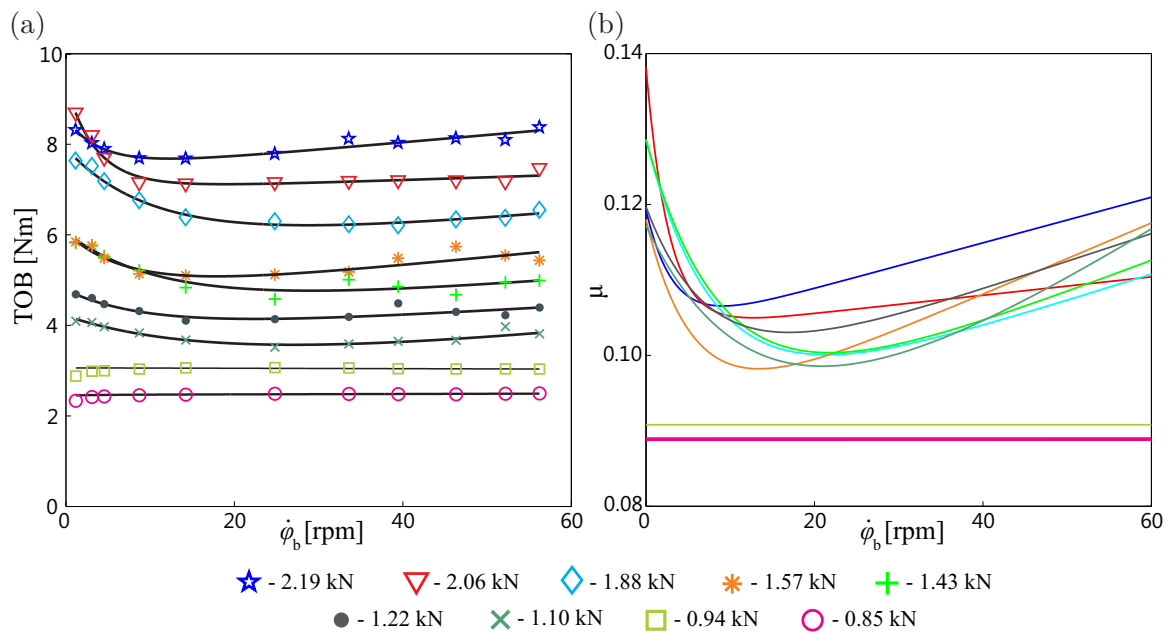 (a)
(b)
TOB [Nm]
10
8
6
4
2
0
0 20 40 60
φ̇b [rpm]
μ
0.14
0.12
0.10
0.08
0 20 40 60
φ̇b [rpm]
- 2.19 kN - 2.06 kN - 1.88 kN - 1.57 kN - 1.43 kN
- 1.22 kN - 1.10 kN - 0.94 kN - 0.85 kN